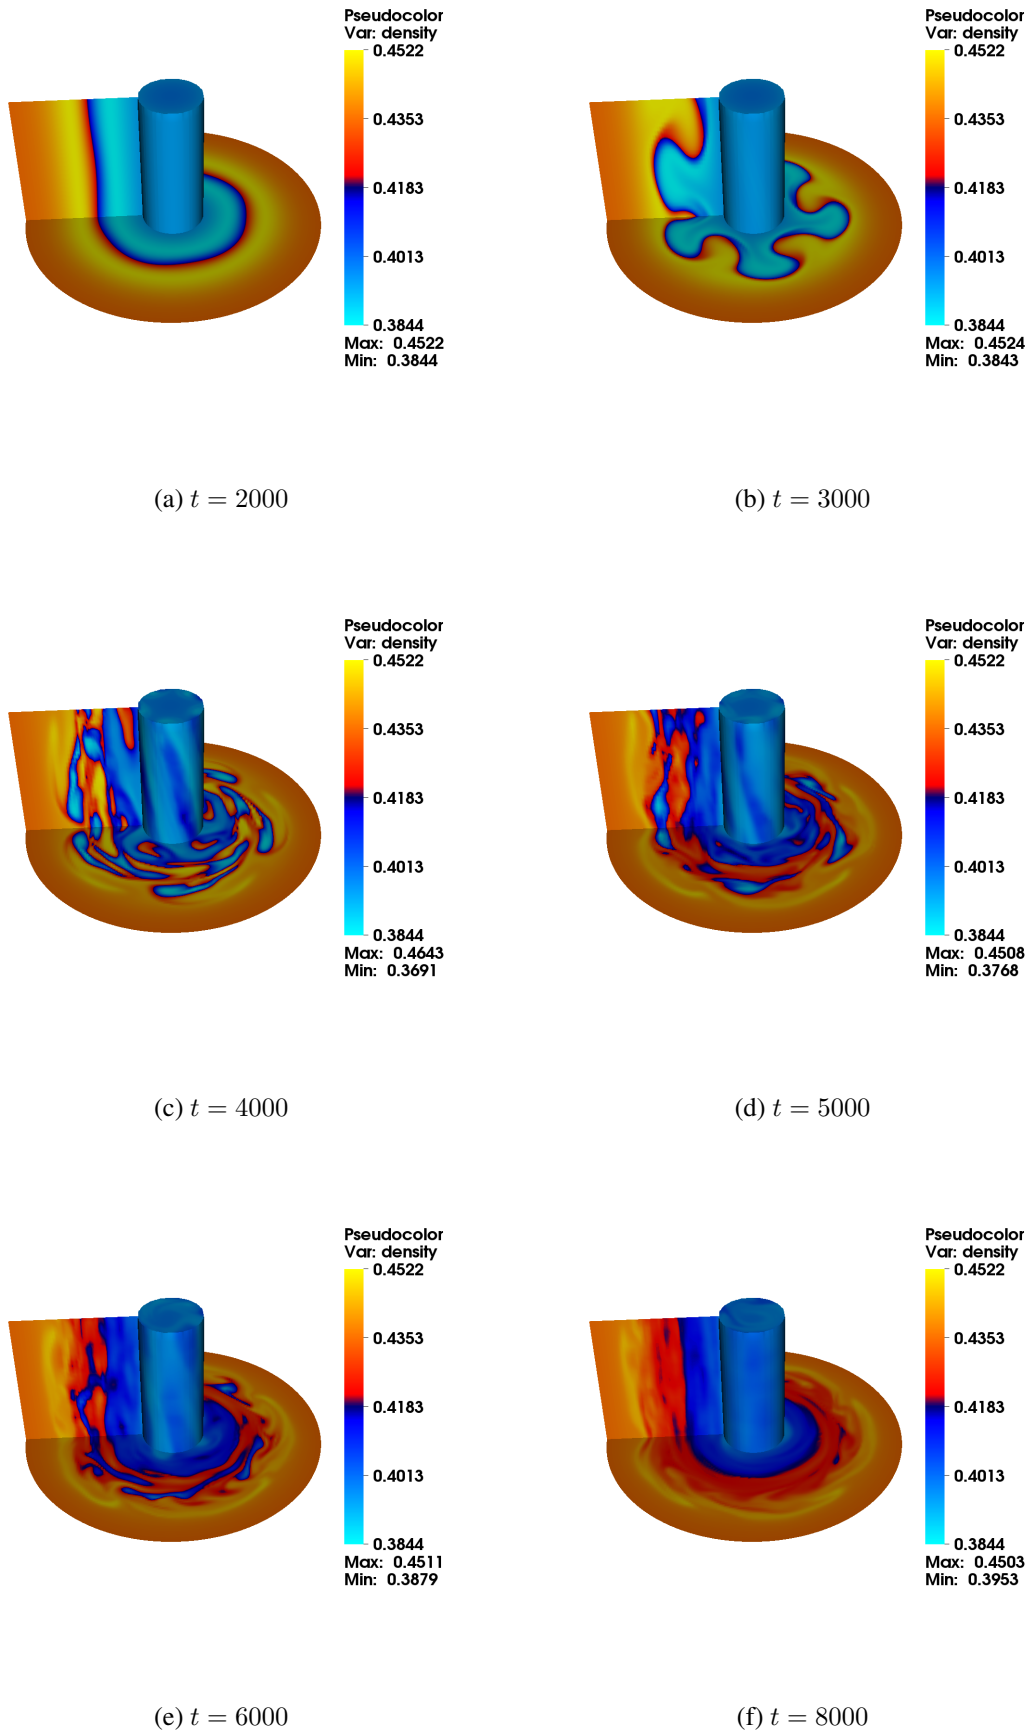 Pseudocolor
Var: density
0.4522
0.4353
0.4183
0.4013
0.3844
Max: 0.4522
Min: 0.3844
(a) t = 2000
Pseudocolor
Var: density
0.4522
0.4353
0.4183
0.4013
0.3844
Max: 0.4524
Min: 0.3843
(b) t = 3000
Pseudocolor
Var: density
0.4522
0.4353
0.4183
0.4013
0.3844
Max: 0.4643
Min: 0.3691
(c) t = 4000
Pseudocolor
Var: density
0.4522
0.4353
0.4183
0.4013
0.3844
Max: 0.4508
Min: 0.3768
(d) t = 5000
Pseudocolor
Var: density
0.4522
0.4353
0.4183
0.4013
0.3844
Max: 0.4511
Min: 0.3879
(e) t = 6000
Pseudocolor
Var: density
0.4522
0.4353
0.4183
0.4013
0.3844
Max: 0.4503
Min: 0.3953
(f) t = 8000